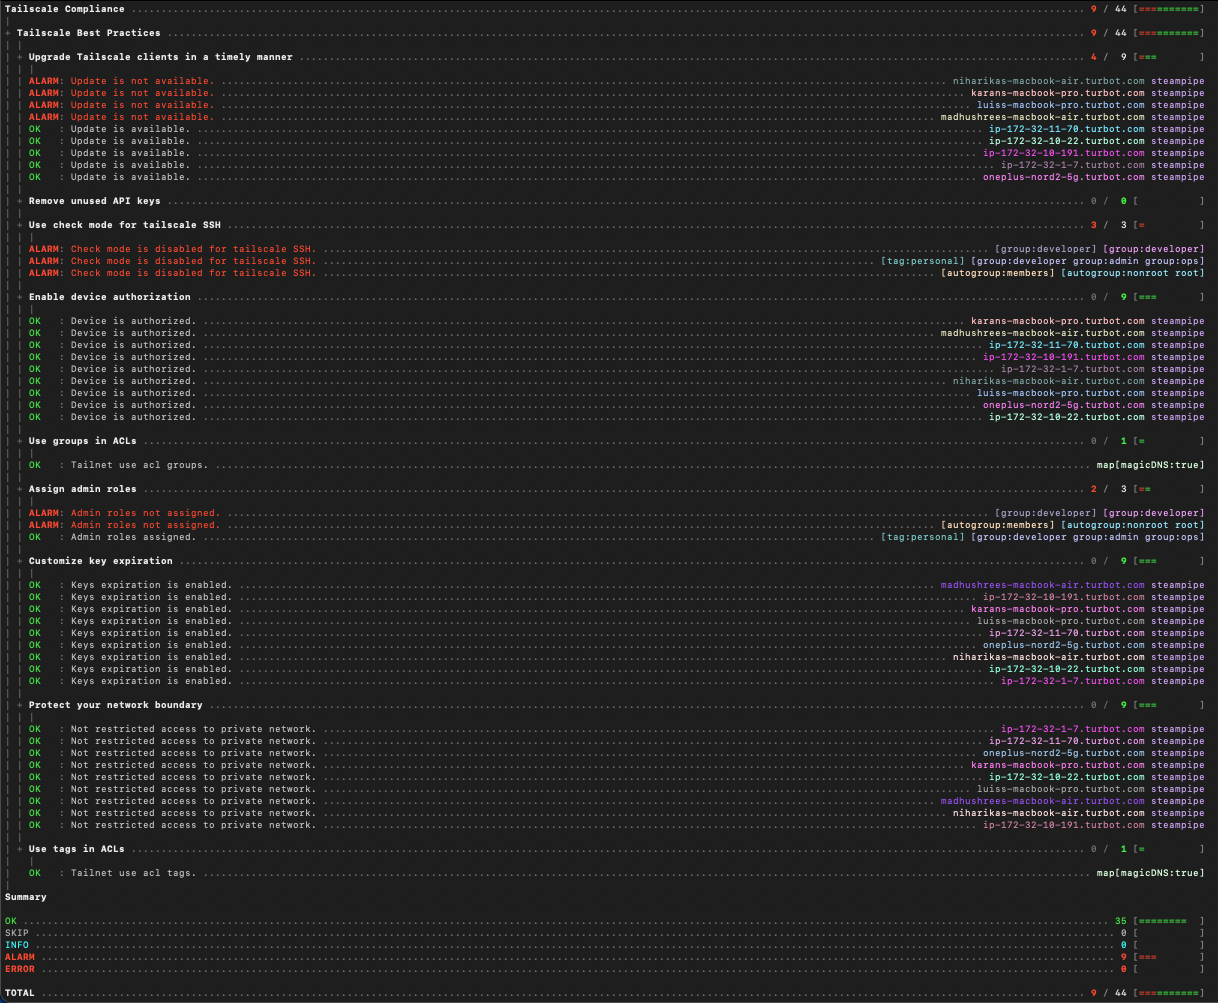 Tailscale Compliance 9 / 44 [==========]
+ Tailscale Best Practices 9 / 44 [==========]
+ Upgrade Tailscale clients in a timely manner 4 / 9 [===       ]
ALARM: Update is not available. niharikas-macbook-air.turbot.com steampipe
ALARM: Update is not available. karans-macbook-pro.turbot.com steampipe
ALARM: Update is not available. luiss-macbook-pro.turbot.com steampipe
ALARM: Update is not available. madhushrees-macbook-air.turbot.com steampipe
OK : Update is available. ip-172-32-11-70.turbot.com steampipe
OK : Update is available. ip-172-32-10-22.turbot.com steampipe
OK : Update is available. ip-172-32-10-191.turbot.com steampipe
OK : Update is available. ip-172-32-1-7.turbot.com steampipe
OK : Update is available. oneplus-nord2-5g.turbot.com steampipe
+ Remove unused API keys 0 / 0 [          ]
+ Use check mode for tailscale SSH 3 / 3 [=         ]
ALARM: Check mode is disabled for tailscale SSH. [group:developer] [group:developer]
ALARM: Check mode is disabled for tailscale SSH. [tag:personal] [group:developer group:admin group:ops]
ALARM: Check mode is disabled for tailscale SSH. [autogroup:members] [autogroup:nonroot root]
+ Enable device authorization 0 / 9 [===       ]
OK : Device is authorized. karans-macbook-pro.turbot.com steampipe
OK : Device is authorized. madhushrees-macbook-air.turbot.com steampipe
OK : Device is authorized. ip-172-32-11-70.turbot.com steampipe
OK : Device is authorized. ip-172-32-10-191.turbot.com steampipe
OK : Device is authorized. ip-172-32-1-7.turbot.com steampipe
OK : Device is authorized. niharikas-macbook-air.turbot.com steampipe
OK : Device is authorized. luiss-macbook-pro.turbot.com steampipe
OK : Device is authorized. oneplus-nord2-5g.turbot.com steampipe
OK : Device is authorized. ip-172-32-10-22.turbot.com steampipe
+ Use groups in ACLs 0 / 1 [=         ]
OK : Tailnet use acl groups. map[magicDNS:true]
+ Assign admin roles 2 / 3 [==        ]
ALARM: Admin roles not assigned. [group:developer] [group:developer]
ALARM: Admin roles not assigned. [autogroup:members] [autogroup:nonroot root]
OK : Admin roles assigned. [tag:personal] [group:developer group:admin group:ops]
+ Customize key expiration 0 / 9 [===       ]
OK : Keys expiration is enabled. madhushrees-macbook-air.turbot.com steampipe
OK : Keys expiration is enabled. ip-172-32-10-191.turbot.com steampipe
OK : Keys expiration is enabled. karans-macbook-pro.turbot.com steampipe
OK : Keys expiration is enabled. luiss-macbook-pro.turbot.com steampipe
OK : Keys expiration is enabled. ip-172-32-11-70.turbot.com steampipe
OK : Keys expiration is enabled. oneplus-nord2-5g.turbot.com steampipe
OK : Keys expiration is enabled. niharikas-macbook-air.turbot.com steampipe
OK : Keys expiration is enabled. ip-172-32-10-22.turbot.com steampipe
OK : Keys expiration is enabled. ip-172-32-1-7.turbot.com steampipe
+ Protect your network boundary 0 / 9 [===       ]
OK : Not restricted access to private network. ip-172-32-1-7.turbot.com steampipe
OK : Not restricted access to private network. ip-172-32-11-70.turbot.com steampipe
OK : Not restricted access to private network. oneplus-nord2-5g.turbot.com steampipe
OK : Not restricted access to private network. karans-macbook-pro.turbot.com steampipe
OK : Not restricted access to private network. ip-172-32-10-22.turbot.com steampipe
OK : Not restricted access to private network. luiss-macbook-pro.turbot.com steampipe
OK : Not restricted access to private network. madhushrees-macbook-air.turbot.com steampipe
OK : Not restricted access to private network. niharikas-macbook-air.turbot.com steampipe
OK : Not restricted access to private network. ip-172-32-10-191.turbot.com steampipe
+ Use tags in ACLs 0 / 1 [=         ]
OK : Tailnet use acl tags. map[magicDNS:true]
Summary
OK 35 [========  ]
SKIP 0 [          ]
INFO 0 [          ]
ALARM 9 [===       ]
ERROR 0 [          ]
TOTAL 9 / 44 [==========]